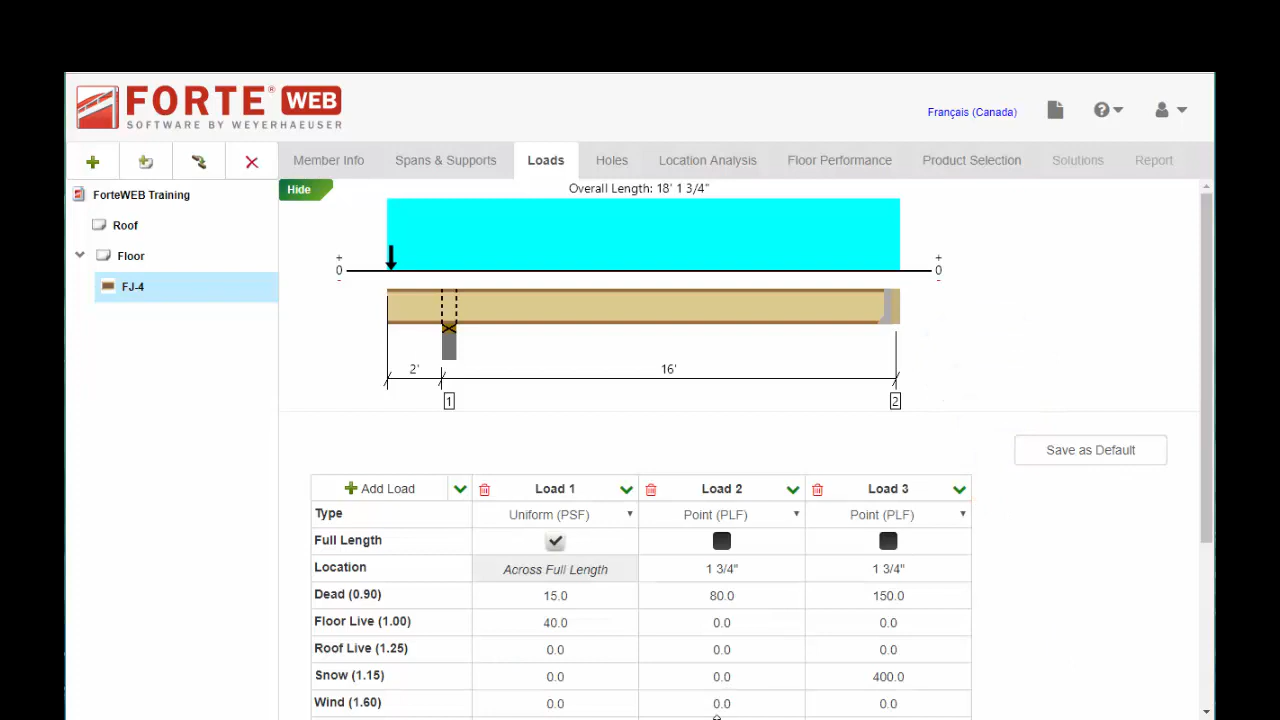 FORTE® WEB
SOFTWARE BY WEYERHAEUSER
Français (Canada)
Member Info Spans & Supports Loads Holes Location Analysis Floor Performance Product Selection Solutions Report
ForteWEB Training
Roof
Floor
FJ-4
Hide
Overall Length: 18' 1 3/4"
+ +
0 0
- -
2' 16'
1 2
Save as Default
Add Load Load 1 Load 2 Load 3
Type Uniform (PSF) Point (PLF) Point (PLF)
Full Length
Location Across Full Length 1 3/4" 1 3/4"
Dead (0.90) 15.0 80.0 150.0
Floor Live (1.00) 40.0 0.0 0.0
Roof Live (1.25) 0.0 0.0 0.0
Snow (1.15) 0.0 0.0 400.0
Wind (1.60) 0.0 0.0 0.0